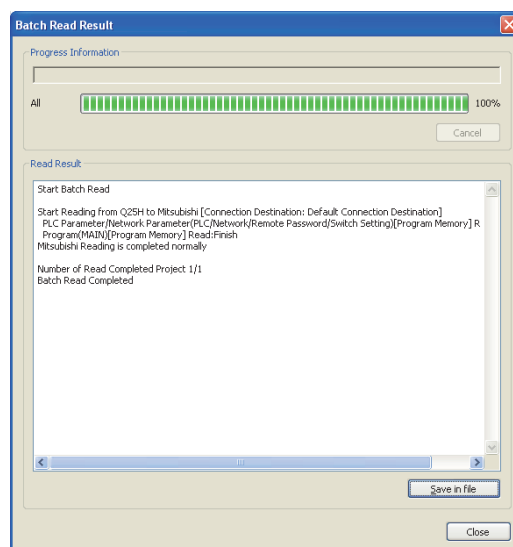 Batch Read Result
Progress Information
All 100%
Cancel
Read Result
Start Batch Read
Start Reading from Q25H to Mitsubishi [Connection Destination: Default Connection Destination]
PLC Parameter/Network Parameter(PLC/Network/Remote Password/Switch Setting)[Program Memory] R
Program(MAIN)[Program Memory] Read:Finish
Mitsubishi Reading is completed normally
Number of Read Completed Project 1/1
Batch Read Completed
Save in file
Close